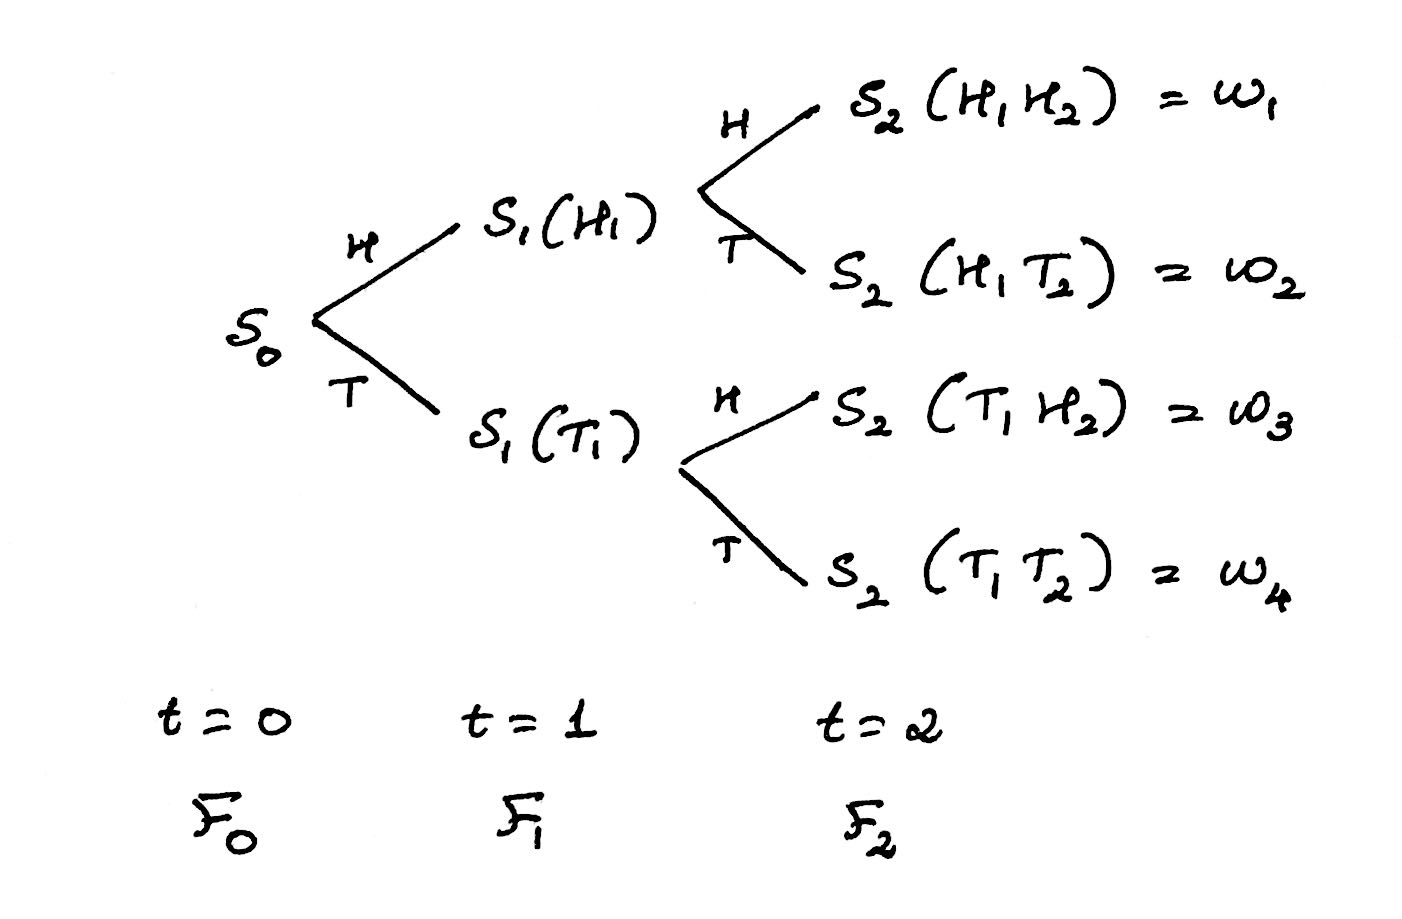 H S₂ (H₁ H₂) = ω₁
H S₁(H₁)
T S₂ (H₁ T₂) = ω₂
S₀
T S₁(T₁)
H S₂ (T₁ H₂) = ω₃
T S₂ (T₁ T₂) = ω₄
t = 0 t = 1 t = 2
F₀ F₁ F₂